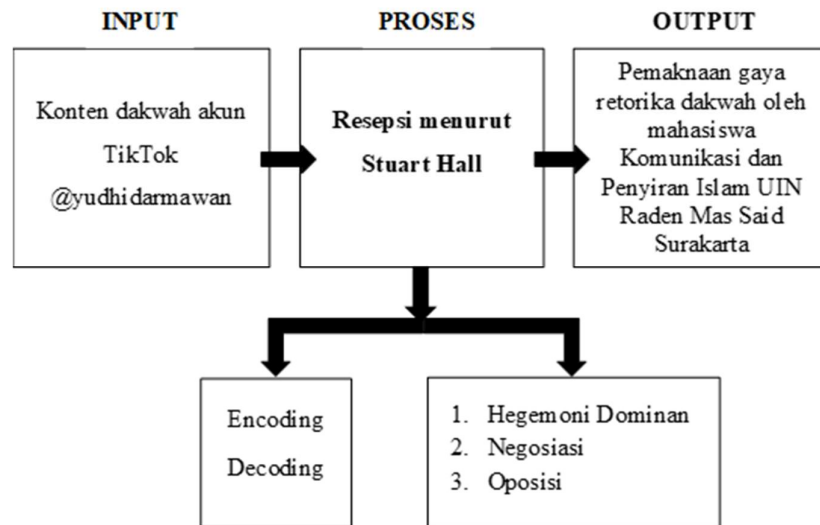 INPUT
PROSES
OUTPUT
Konten dakwah akun
TikTok
@yudhidarmawan
Resepsi menurut
Stuart Hall
Pemaknaan gaya
retorika dakwah oleh
mahasiswa
Komunikasi dan
Penyiran Islam UIN
Raden Mas Said
Surakarta
Encoding
Decoding
1. Hegemoni Dominan
2. Negosiasi
3. Oposisi